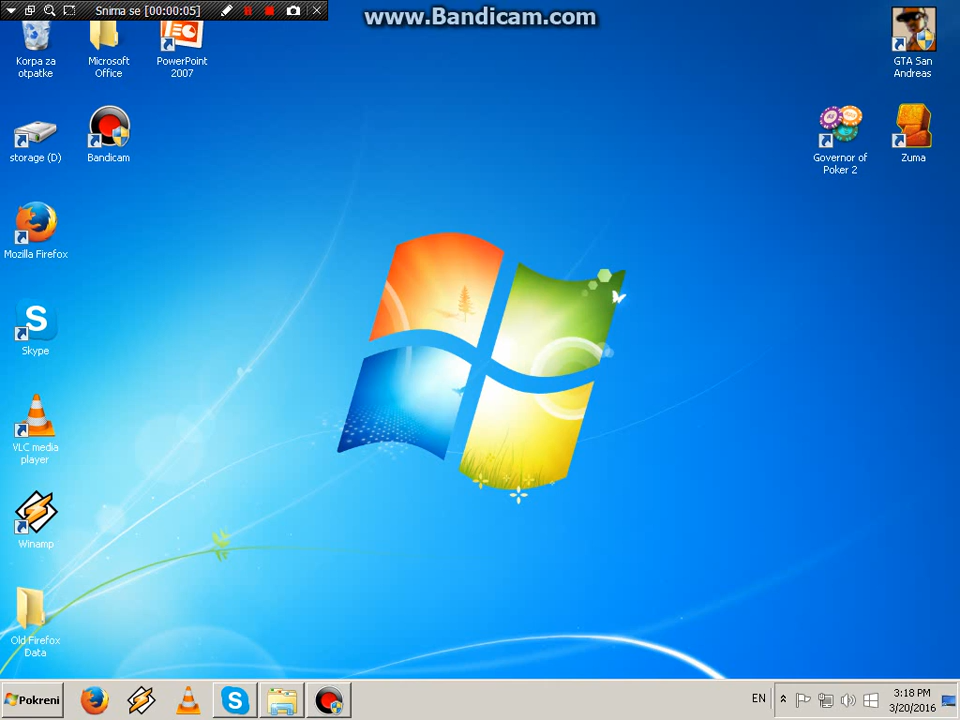 Snima se [00:00:05]
www.Bandicam.com
Korpa za
otpatke
Microsoft
Office
PowerPoint
2007
GTA San
Andreas
storage (D)
Bandicam
Governor of
Poker 2
Zuma
Mozilla Firefox
S
Skype
VLC media
player
Winamp
Old Firefox
Data
Pokreni
S
EN
3:18 PM
3/20/2016